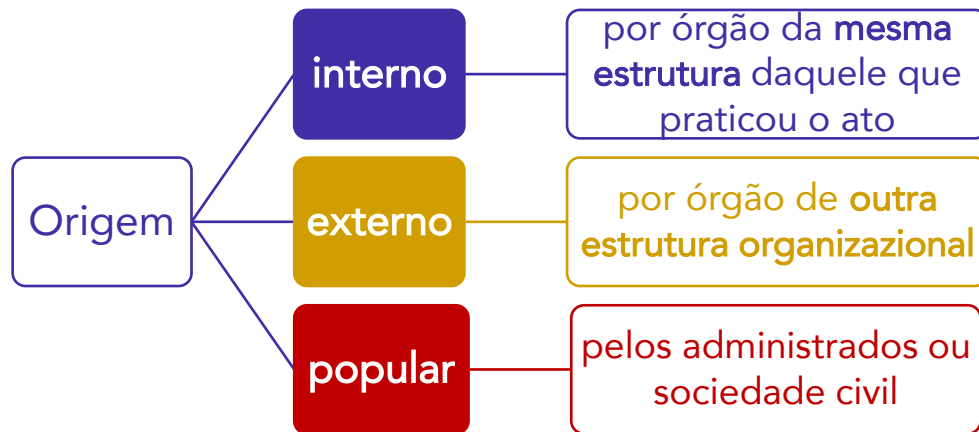 Origem
interno
por órgão da mesma
estrutura daquele que
praticou o ato
externo
por órgão de outra
estrutura organizazional
popular
pelos administrados ou
sociedade civil